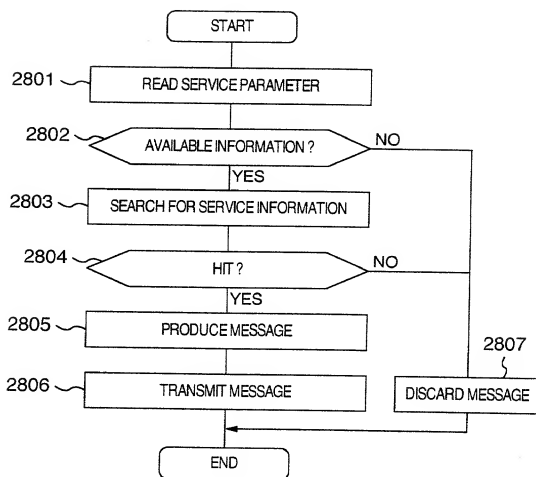 START
2801
READ SERVICE PARAMETER
2802
AVAILABLE INFORMATION ?
NO
YES
2803
SEARCH FOR SERVICE INFORMATION
2804
HIT ?
NO
YES
2805
PRODUCE MESSAGE
2807
2806
TRANSMIT MESSAGE
DISCARD MESSAGE
END